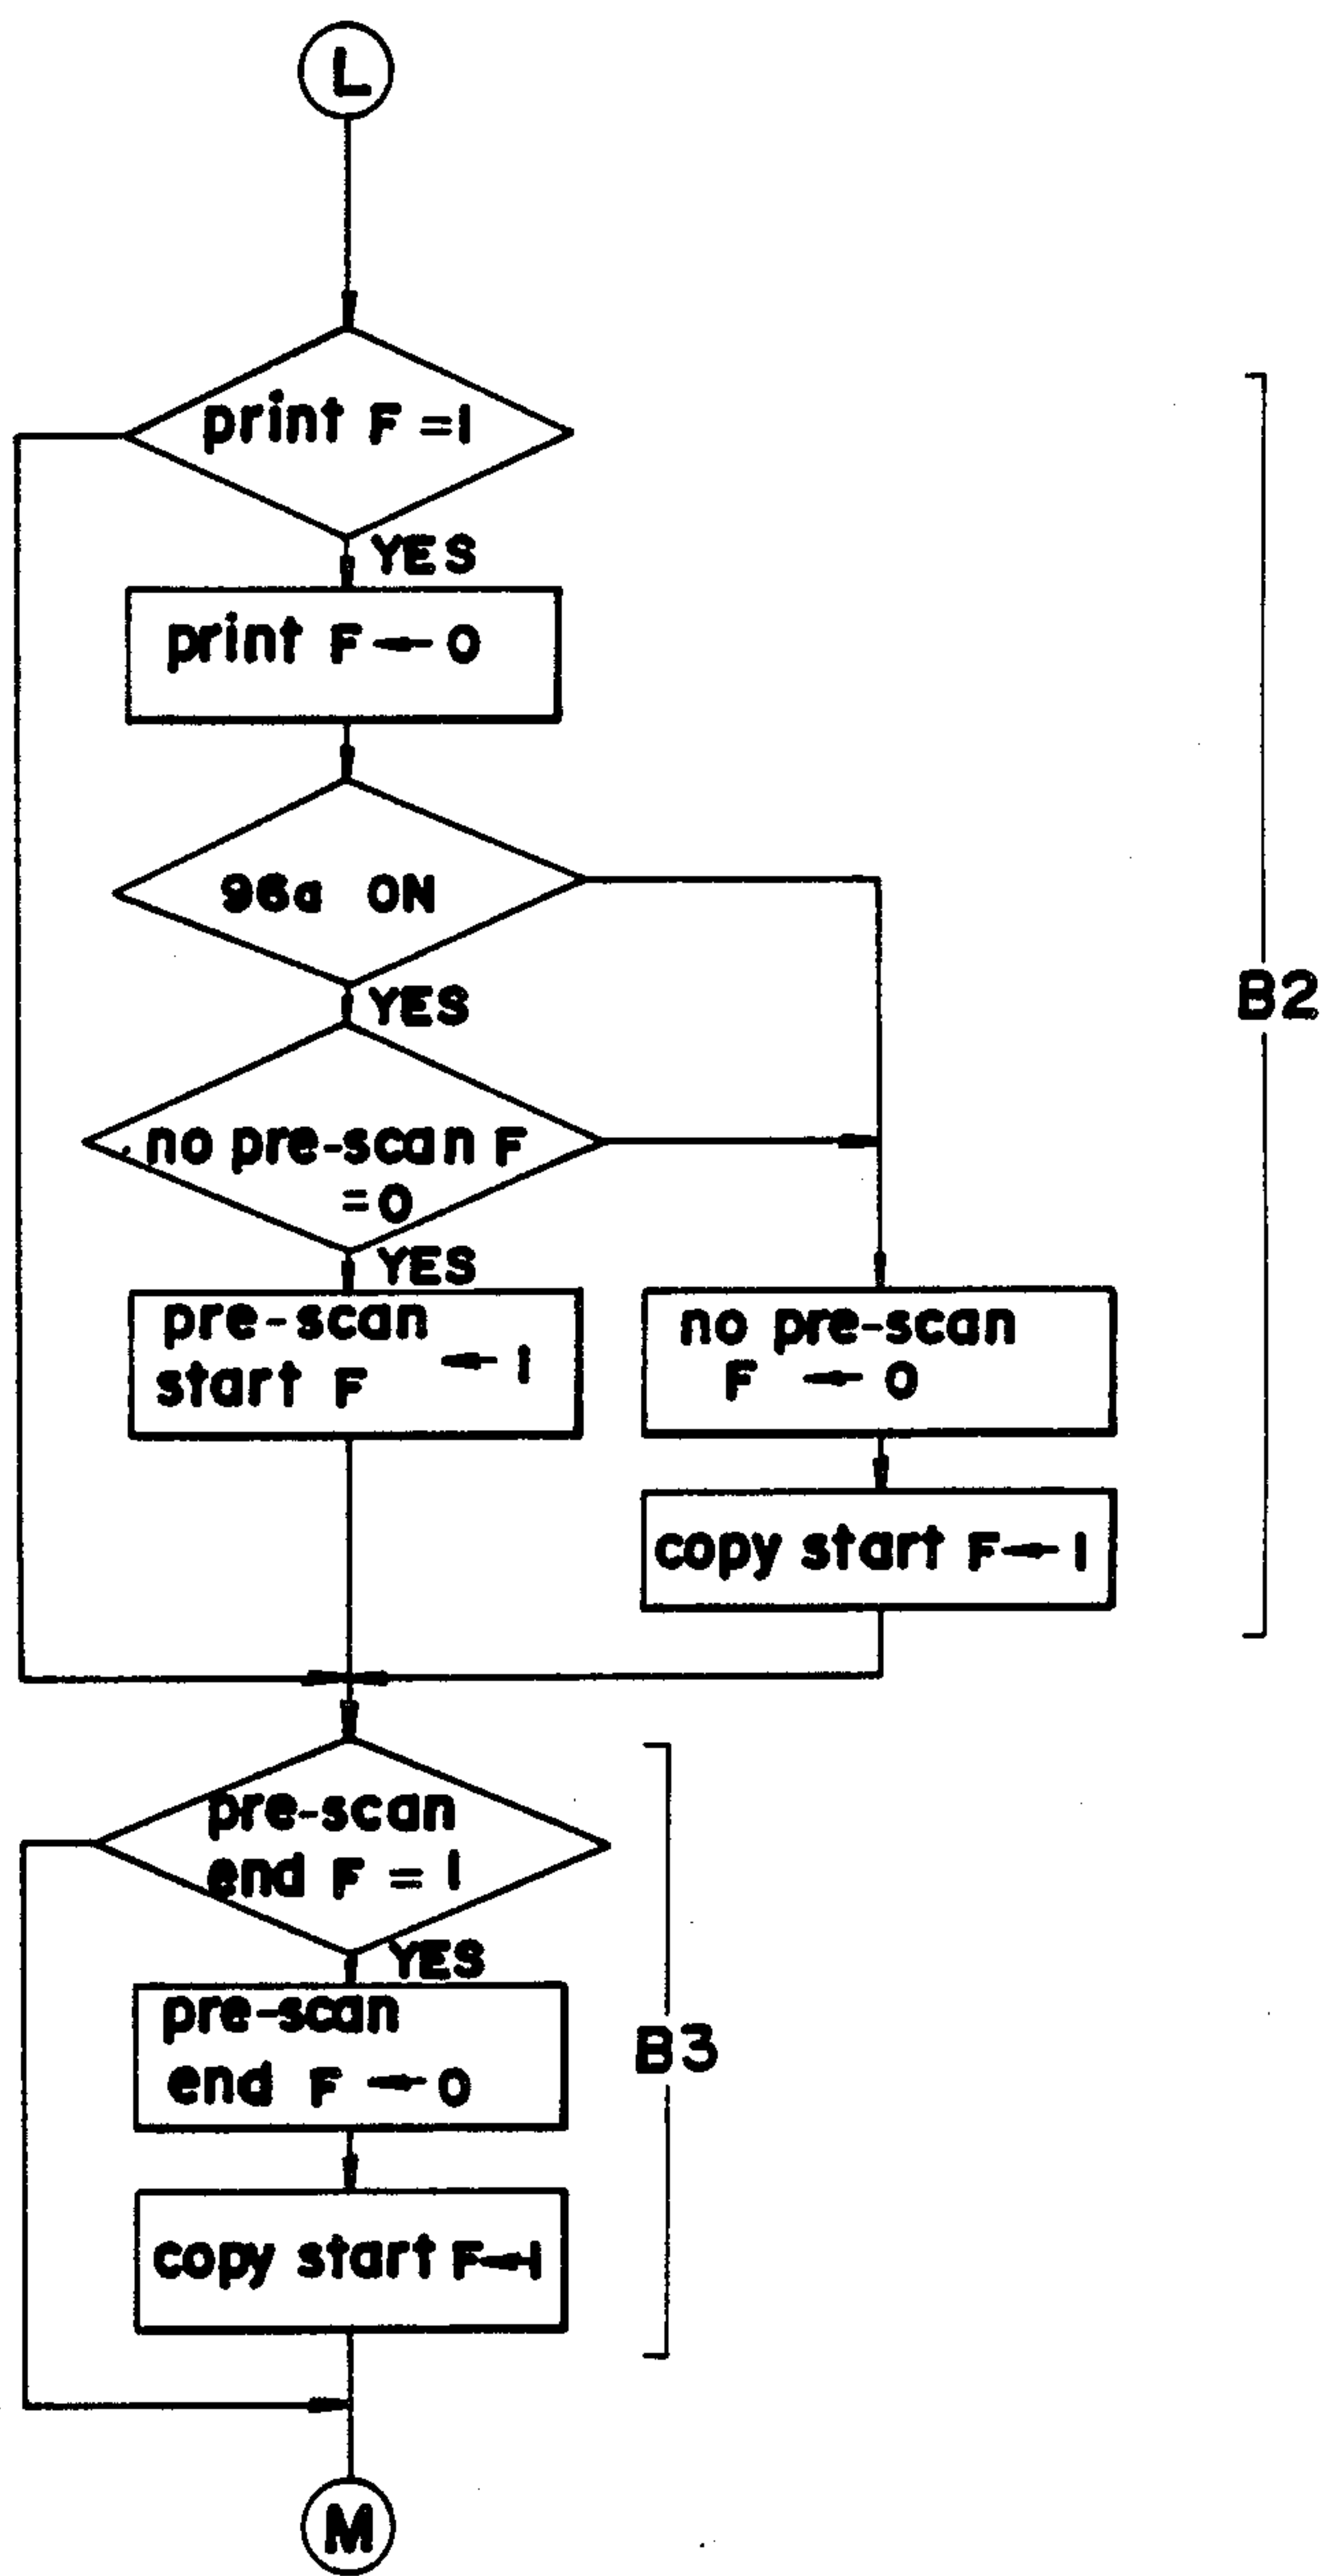 L
print F = 1
YES
print F ← 0
96a ON
YES
no pre-scan F
= 0
YES
pre-scan
start F ← 1
no pre-scan
F ← 0
copy start F ← 1
B2
pre-scan
end F = 1
YES
pre-scan
end F ← 0
copy start F ← 1
B3
M